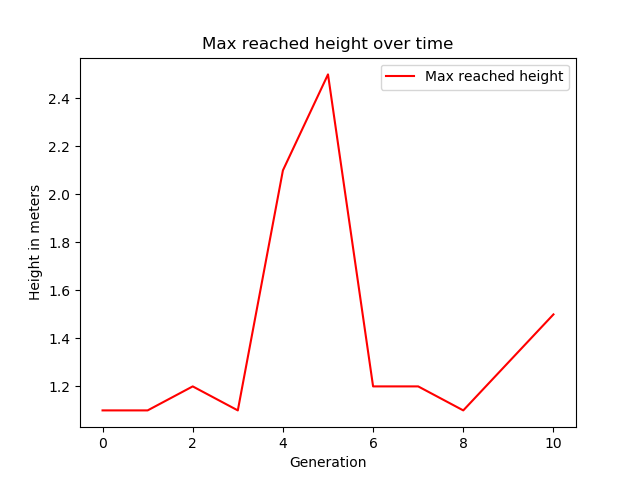 Max reached height over time
Max reached height
Height in meters
2.4
2.2
2.0
1.8
1.6
1.4
1.2
0 2 4 6 8 10
Generation